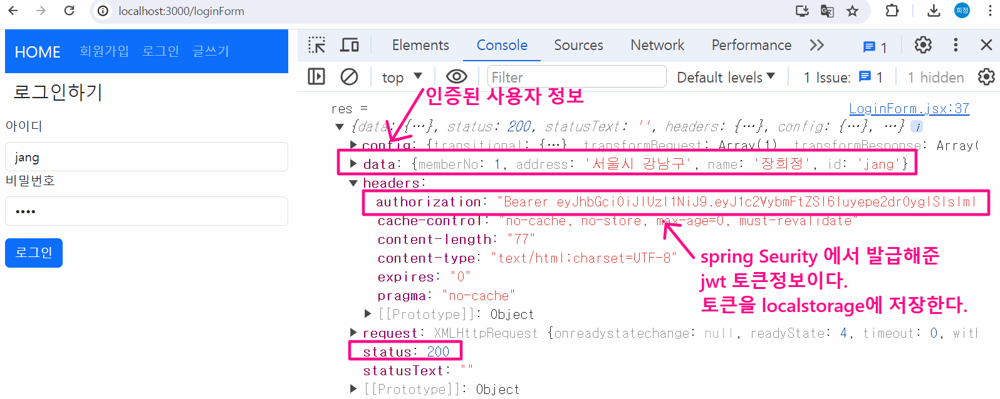 localhost:3000/loginForm
희정
HOME 회원가입 로그인 글쓰기
로그인하기
아이디
jang
비밀번호
로그인
Elements Console Sources Network Performance 1
top Filter Default levels 1 Issue: 1 1 hidden
인증된 사용자 정보
res = LoginForm.jsx:37
{data: {…}, status: 200, statusText: '', headers: {…}, config: {…}, …} i
config: {transitional: {…}, transformRequest: Array(1), transformResponse: Array(
data: {memberNo: 1, address: '서울시 강남구', name: '장희정', id: 'jang'}
headers:
authorization: "Bearer
cache-control: "no-cache, no-store, max-age=0, must-revalidate"
content-length: "77"
content-type: "text/html;charset=UTF-8"
expires: "0"
pragma: "no-cache"
[[Prototype]]: Object
spring Seurity 에서 발급해준
jwt 토큰정보이다.
토큰을 localstorage에 저장한다.
request: XMLHttpRequest {onreadystatechange: null, readyState: 4, timeout: 0, with
status: 200
statusText: ""
[[Prototype]]: Object